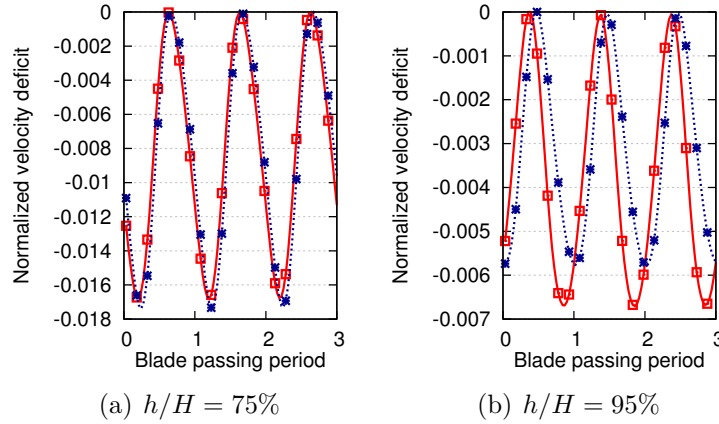 Normalized velocity deficit
0
-0.002
-0.004
-0.006
-0.008
-0.01
-0.012
-0.014
-0.016
-0.018
0 1 2 3
Blade passing period
(a) h/H = 75%
Normalized velocity deficit
0
-0.001
-0.002
-0.003
-0.004
-0.005
-0.006
-0.007
0 1 2 3
Blade passing period
(b) h/H = 95%